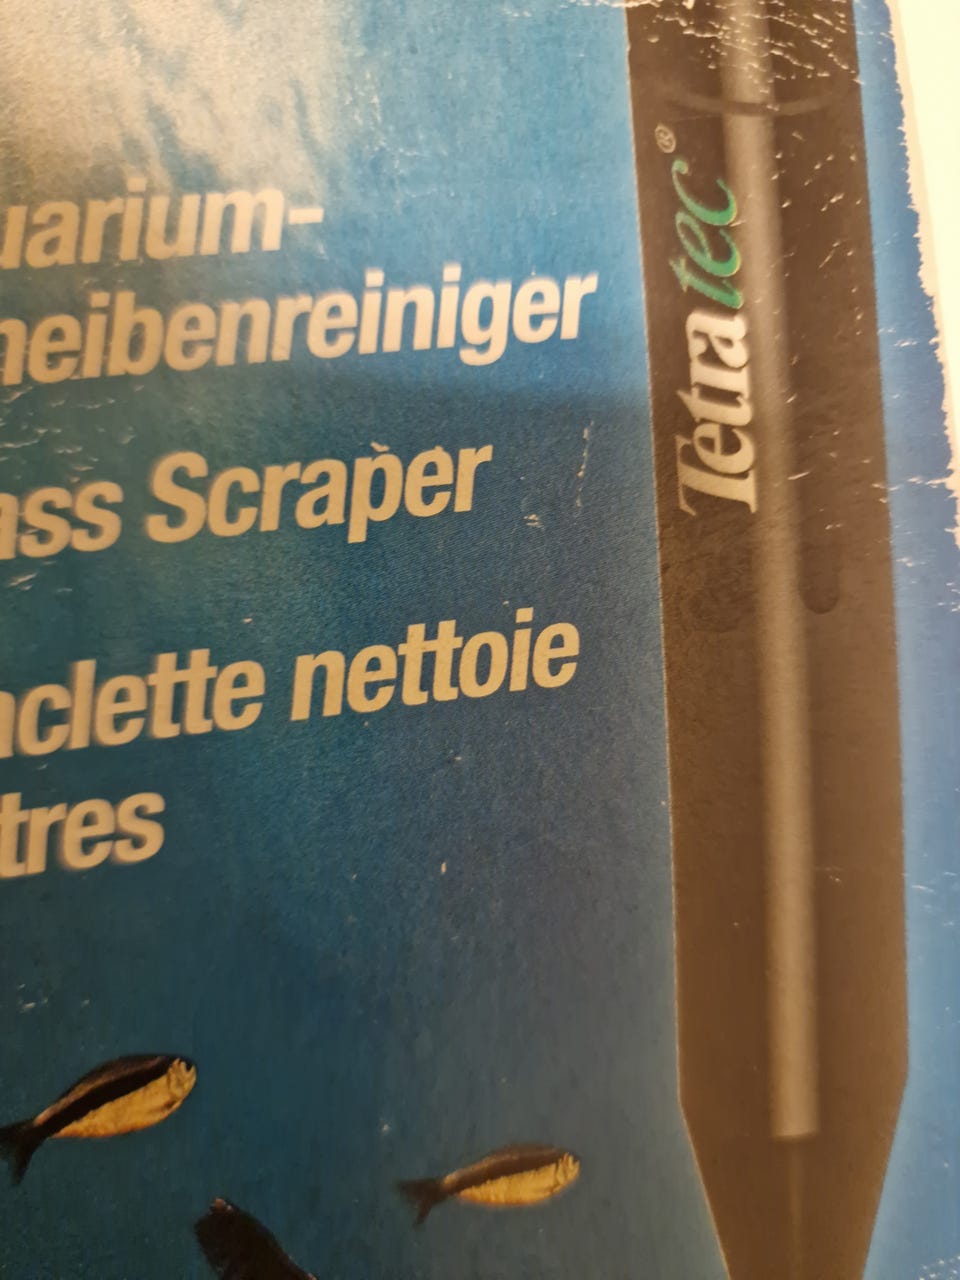 uarium-
heibenreiniger
ass Scraper
aclette nettoie
tres
Tetratec®